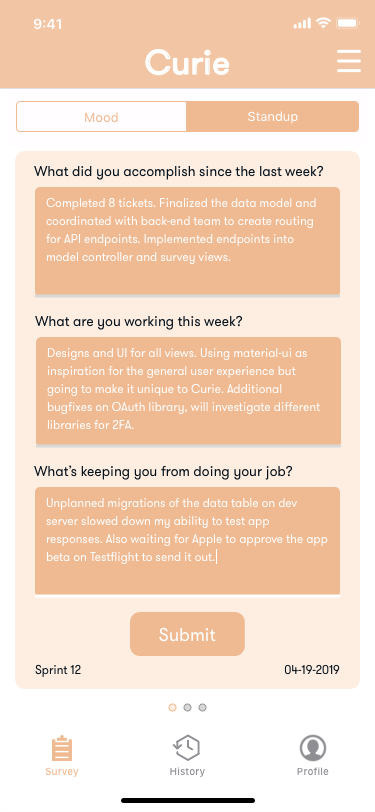 9:41
Curie
Mood
Standup
What did you accomplish since the last week?
Completed 8 tickets. Finalized the data model and
coordinated with back-end team to create routing
for API endpoints. Implemented endpoints into
model controller and survey views.
What are you working this week?
Designs and UI for all views. Using material-ui as
inspiration for the general user experience but
going to make it unique to Curie. Additional
bugfixes on OAuth library, will investigate different
libraries for 2FA.
What's keeping you from doing your job?
Unplanned migrations of the data table on dev
server slowed down my ability to test app
responses. Also waiting for Apple to approve the app
beta on Testflight to send it out.
Submit
Sprint 12
04-19-2019
Survey
History
Profile